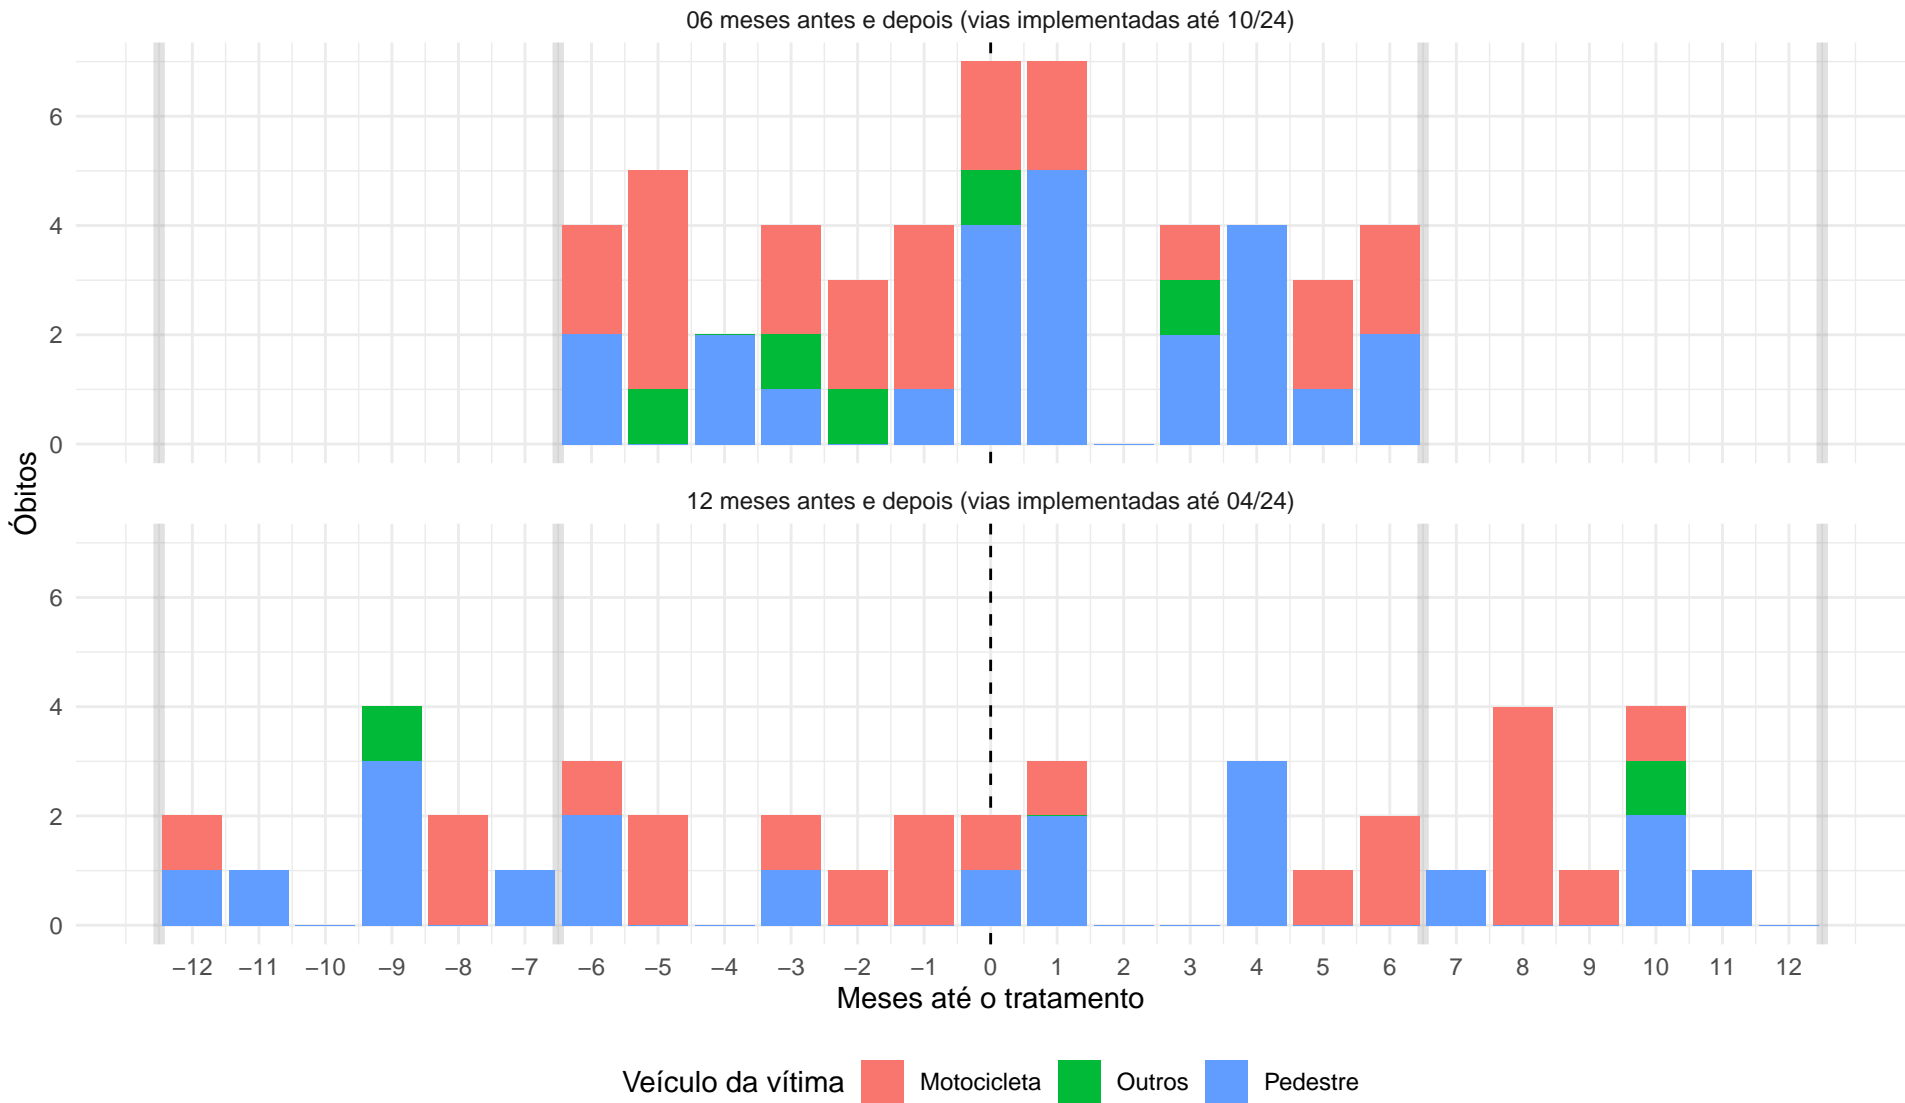 06 meses antes e depois (vias implementadas até 10/24)
6
4
2
0
Óbitos
12 meses antes e depois (vias implementadas até 04/24)
6
4
2
0
−12 −11 −10 −9 −8 −7 −6 −5 −4 −3 −2 −1 0 1 2 3 4 5 6 7 8 9 10 11 12
Meses até o tratamento
Veículo da vítima Motocicleta Outros Pedestre